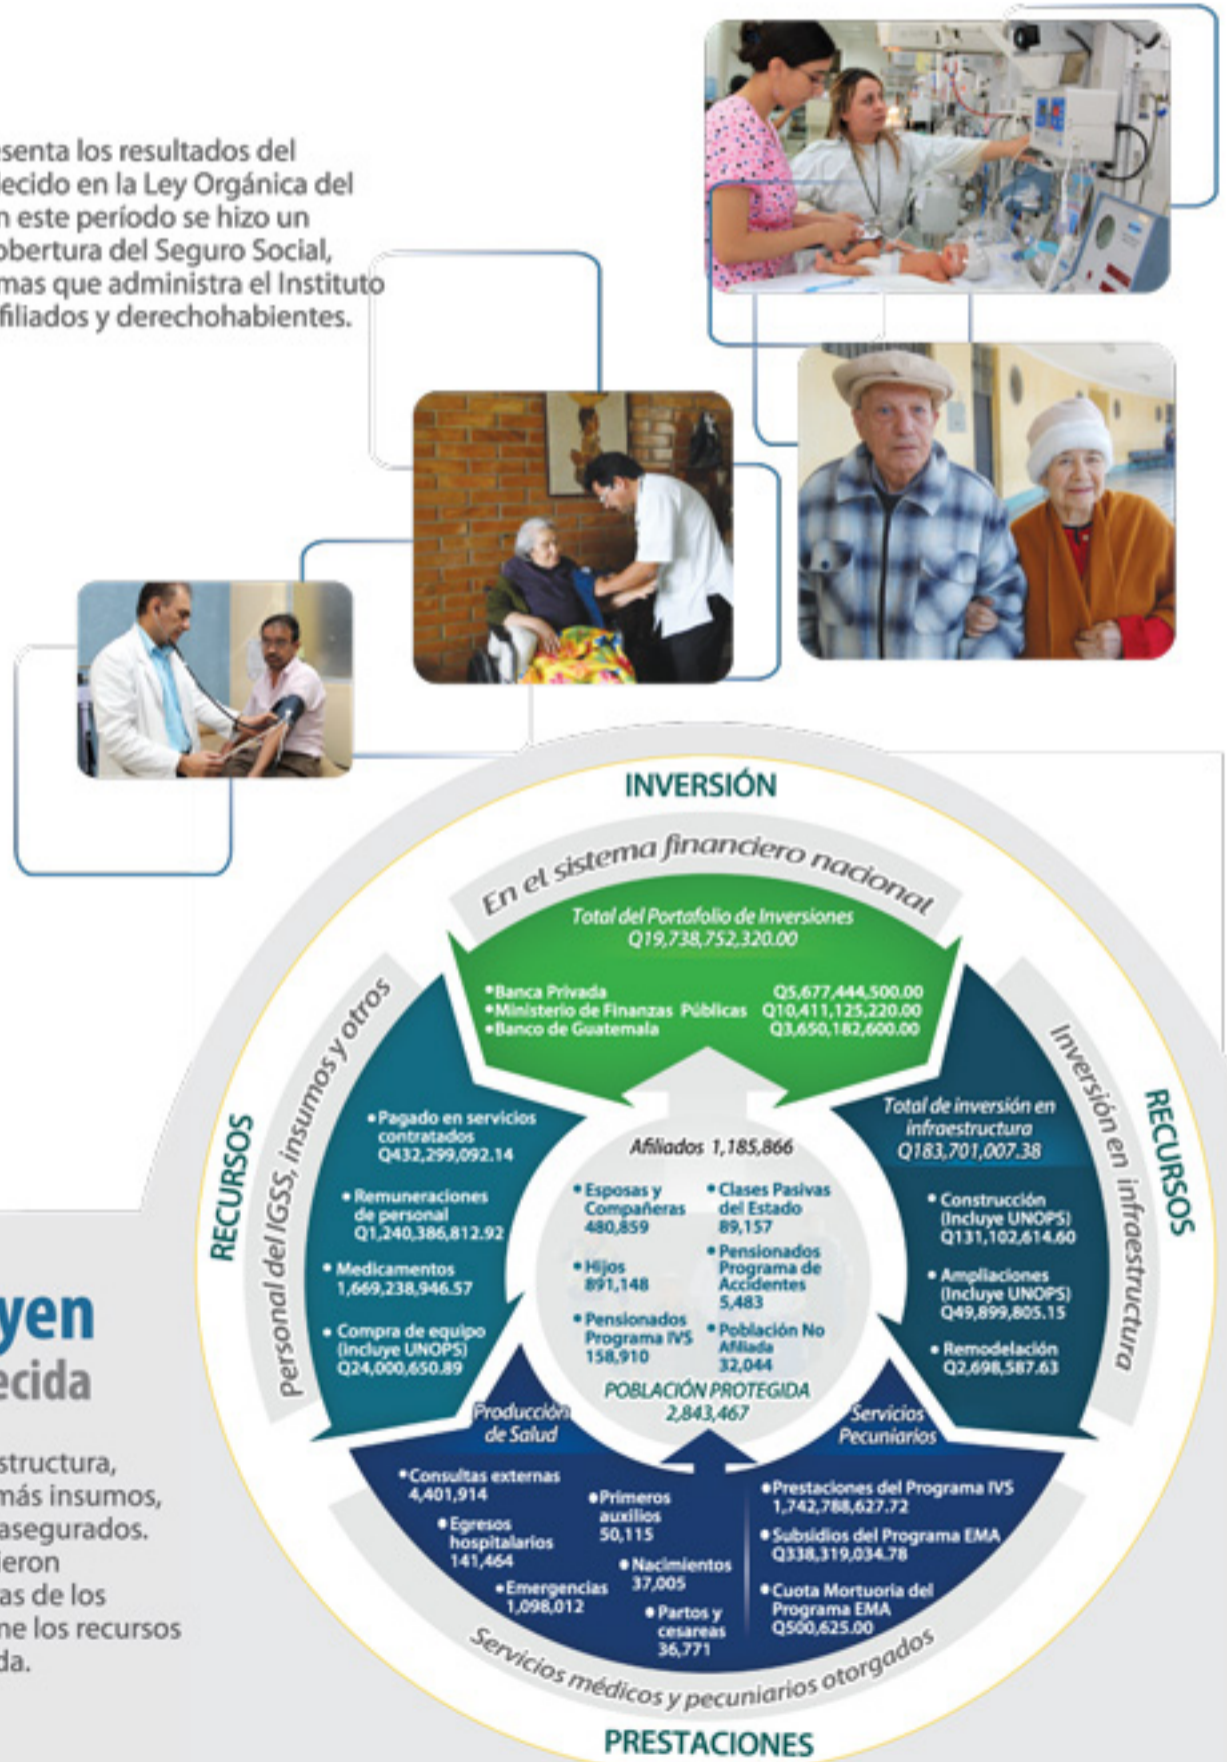 esenta los resultados del
lecido en la Ley Orgánica del
n este período se hizo un
obertura del Seguro Social,
mas que administra el Instituto
filiados y derechohabientes.
INVERSIÓN
En el sistema financiero nacional
Total del Portafolio de Inversiones
Q19,738,752,320.00
•Banca Privada Q5,677,444,500.00
•Ministerio de Finanzas Públicas Q10,411,125,220.00
•Banco de Guatemala Q3,650,182,600.00
RECURSOS
Personal del IGSS, insumos y otros
• Pagado en servicios
contratados
Q432,299,092.14
• Remuneraciones
de personal
Q1,240,386,812.92
• Medicamentos
1,669,238,946.57
• Compra de equipo
(incluye UNOPS)
Q24,000,650.89
Afiliados 1,185,866
• Esposas y
Compañeras
480,859
• Hijos
891,148
• Pensionados
Programa IVS
158,910
• Clases Pasivas
del Estado
89,157
• Pensionados
Programa de
Accidentes
5,483
• Población No
Afiliada
32,044
POBLACIÓN PROTEGIDA
2,843,467
RECURSOS
Inversión en infraestructura
Total de inversión en
infraestructura
Q183,701,007.38
• Construcción
(Incluye UNOPS)
Q131,102,614.60
• Ampliaciones
(Incluye UNOPS)
Q49,899,805.15
• Remodelación
Q2,698,587.63
yen
ecida
structura,
más insumos,
asegurados.
ieron
as de los
ne los recursos
da.
Producción
de Salud
•Consultas externas
4,401,914
•Egresos
hospitalarios
141,464
•Emergencias
1,098,012
•Primeros
auxilios
50,115
•Nacimientos
37,005
•Partos y
cesareas
36,771
Servicios
Pecuniarios
•Prestaciones del Programa IVS
1,742,788,627.72
•Subsidios del Programa EMA
Q338,319,034.78
•Cuota Mortuoria del
Programa EMA
Q500,625.00
Servicios médicos y pecuniarios otorgados
PRESTACIONES